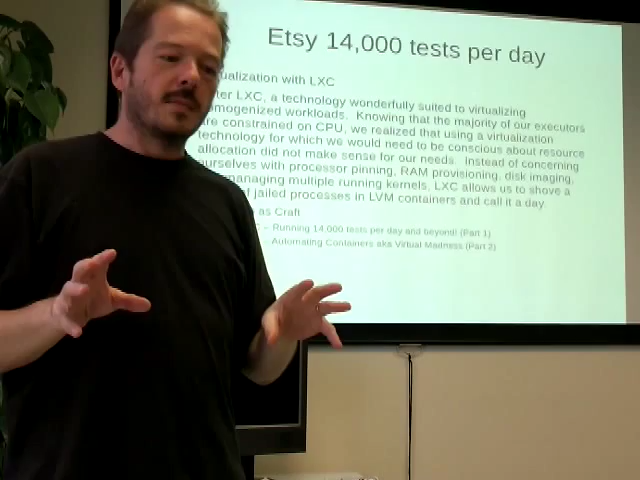 Etsy 14,000 tests per day
ualization with LXC
ter LXC, a technology wonderfully suited to virtualizing
omogenized workloads. Knowing that the majority of our executors
re constrained on CPU, we realized that using a virtualization
technology for which we would need to be conscious about resource
allocation did not make sense for our needs. Instead of concerning
urselves with processor pinning, RAM provisioning, disk imaging,
managing multiple running kernels, LXC allows us to shove a
l jailed processes in LVM containers and call it a day.
as Craft
– Running 14,000 tests per day and beyond! (Part 1)
Automating Containers aka Virtual Madness (Part 2)